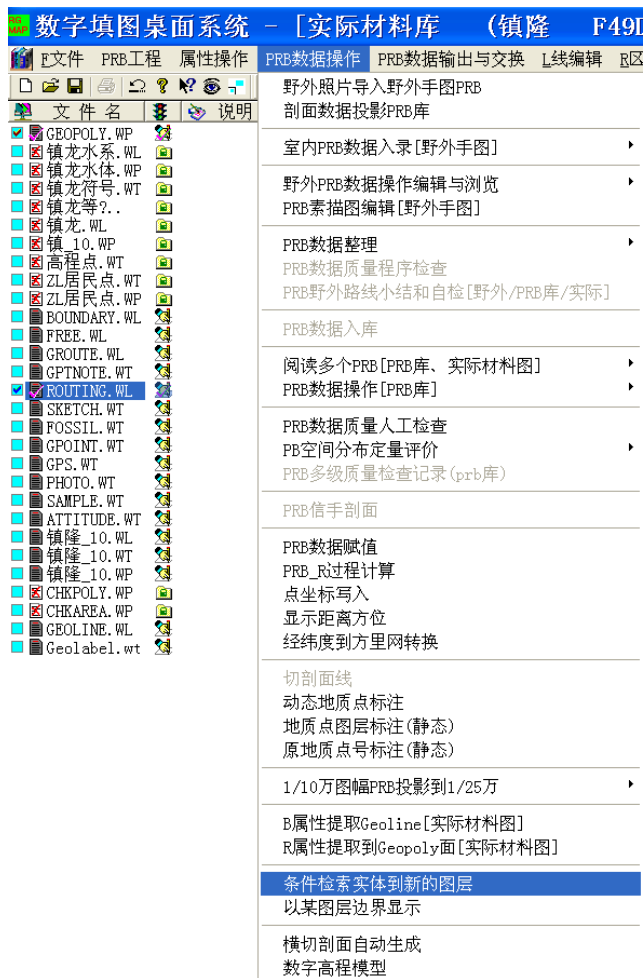 RG
MAP
数字填图桌面系统 - [实际材料库 (镇隆 F49D
F文件 PRB工程 属性操作 PRB数据操作 PRB数据输出与交换 L线编辑 R区
文件名 说明
GEOPOLY.WP
镇龙水系.WL
镇龙水体.WP
镇龙符号.WT
镇龙等?..
镇龙.WL
镇_10.WP
高程点.WT
ZL居民点.WT
ZL居民点.WP
BOUNDARY.WL
FREE.WL
GROUTE.WL
GPTNOTE.WT
ROUTING.WL
SKETCH.WT
FOSSIL.WT
GPOINT.WT
GPS.WT
PHOTO.WT
SAMPLE.WT
ATTITUDE.WT
镇隆_10.WL
镇隆_10.WT
镇隆_10.WP
CHKPOLY.WP
CHKAREA.WP
GEOLINE.WL
Geolabel.wt
野外照片导入野外手图PRB
剖面数据投影PRB库
室内PRB数据入录[野外手图]
野外PRB数据操作编辑与浏览
PRB素描图编辑[野外手图]
PRB数据整理
PRB数据质量程序检查
PRB野外路线小结和自检[野外/PRB库/实际]
PRB数据入库
阅读多个PRB[PRB库、实际材料图]
PRB数据操作[PRB库]
PRB数据质量人工检查
PB空间分布定量评价
PRB多级质量检查记录(prb库)
PRB信手剖面
PRB数据赋值
PRB_R过程计算
点坐标写入
显示距离方位
经纬度到方里网转换
切剖面线
动态地质点标注
地质点图层标注(静态)
原地质点号标注(静态)
1/10万图幅PRB投影到1/25万
B属性提取Geoline[实际材料图]
R属性提取到Geopoly面[实际材料图]
条件检索实体到新的图层
以某图层边界显示
横切剖面自动生成
数字高程模型